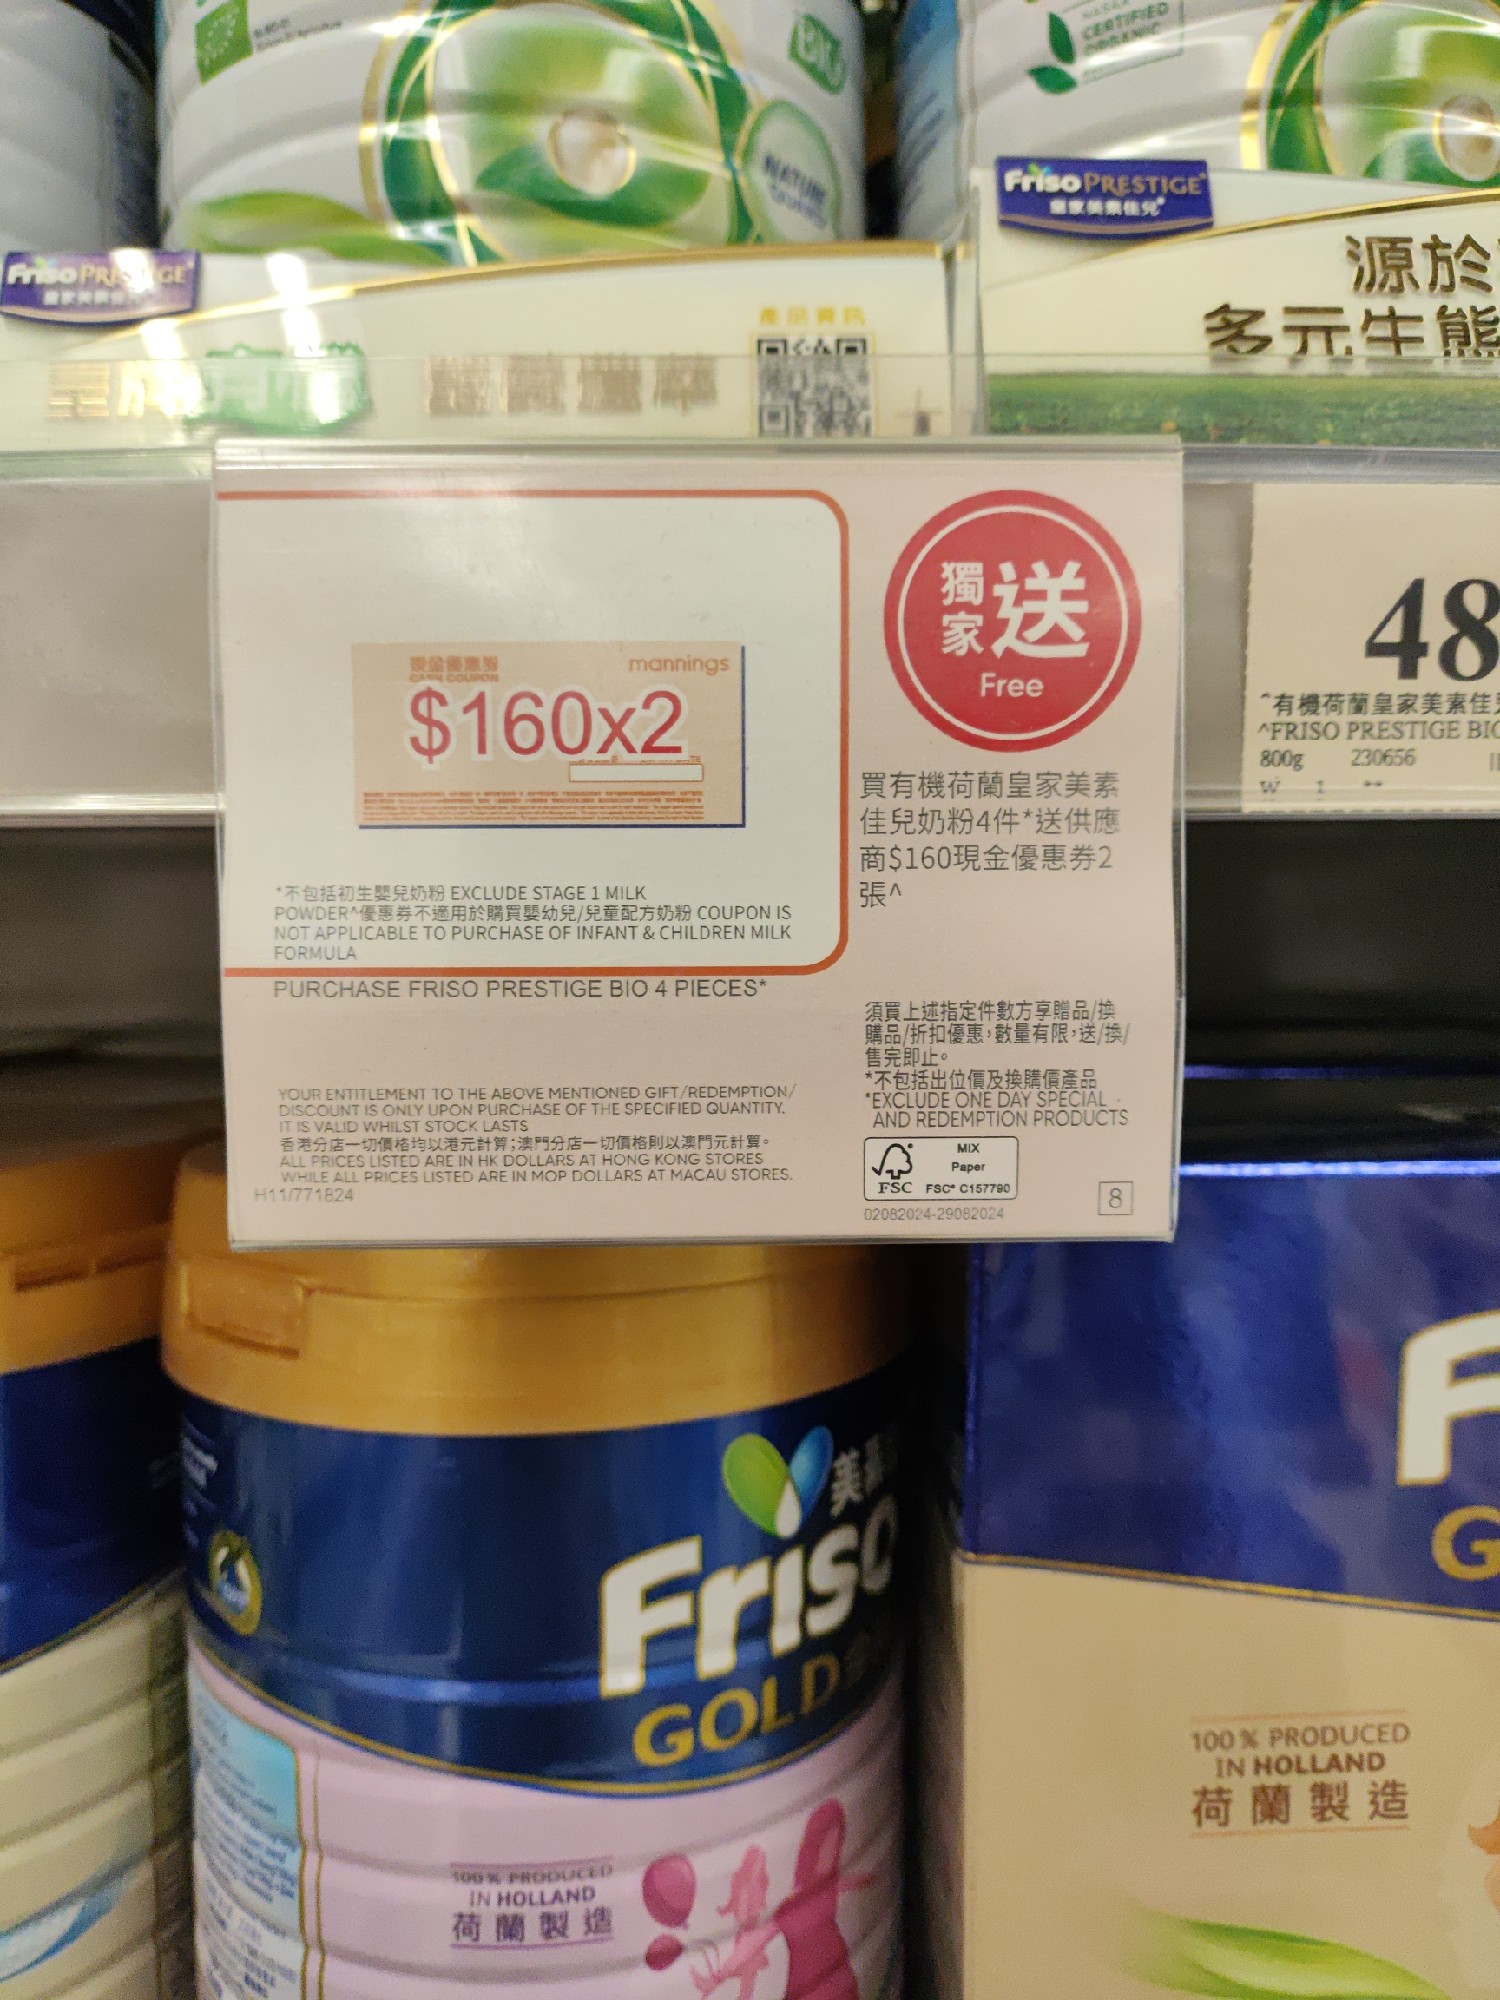 BIO
NATURE
CERTIFIED
ORGANIC
Friso PRESTIGE
皇家美素佳兒
Friso PRESTIGE
皇家美素佳兒
源於
多元生態
產品資訊
現金優惠券
CASH COUPON
mannings
$160x2
獨家送
Free
買有機荷蘭皇家美素
佳兒奶粉4件*送供應
商$160現金優惠券2
張^
*不包括初生嬰兒奶粉 EXCLUDE STAGE 1 MILK
POWDER^優惠券不適用於購買嬰幼兒/兒童配方奶粉 COUPON IS
NOT APPLICABLE TO PURCHASE OF INFANT & CHILDREN MILK
FORMULA
PURCHASE FRISO PRESTIGE BIO 4 PIECES*
YOUR ENTITLEMENT TO THE ABOVE MENTIONED GIFT/REDEMPTION/
DISCOUNT IS ONLY UPON PURCHASE OF THE SPECIFIED QUANTITY.
IT IS VALID WHILST STOCK LASTS
香港分店一切價格均以港元計算;澳門分店一切價格則以澳門元計算。
ALL PRICES LISTED ARE IN HK DOLLARS AT HONG KONG STORES
WHILE ALL PRICES LISTED ARE IN MOP DOLLARS AT MACAU STORES.
H11/771824
須買上述指定件數方享贈品/換
購品/折扣優惠,數量有限,送/換/
售完即止。
*不包括出位價及換購價產品
*EXCLUDE ONE DAY SPECIAL
AND REDEMPTION PRODUCTS
FSC
MIX
Paper
FSC® C157790
02082024-29082024
8
48
^有機荷蘭皇家美素佳
^FRISO PRESTIGE BIO
800g 230656
W 1 **
美
Friso
GOLD
100% PRODUCED
IN HOLLAND
荷蘭製造
F
G
100% PRODUCED
IN HOLLAND
荷蘭製造